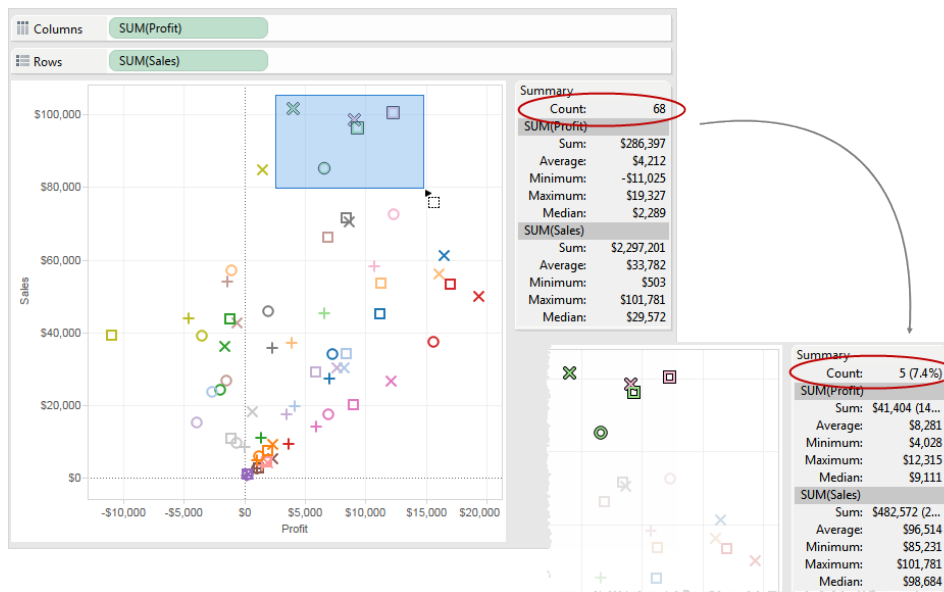 Columns SUM(Profit)
Rows SUM(Sales)
Summary
Count: 68
SUM(Profit)
Sum: $286,397
Average: $4,212
Minimum: -$11,025
Maximum: $19,327
Median: $2,289
SUM(Sales)
Sum: $2,297,201
Average: $33,782
Minimum: $503
Maximum: $101,781
Median: $29,572
$100,000
$80,000
$60,000
$40,000
$20,000
$0
Sales
-$10,000 -$5,000 $0 $5,000 $10,000 $15,000 $20,000
Profit
Summary
Count: 5 (7.4%)
SUM(Profit)
Sum: $41,404 (14...
Average: $8,281
Minimum: $4,028
Maximum: $12,315
Median: $9,111
SUM(Sales)
Sum: $482,572 (2...
Average: $96,514
Minimum: $85,231
Maximum: $101,781
Median: $98,684